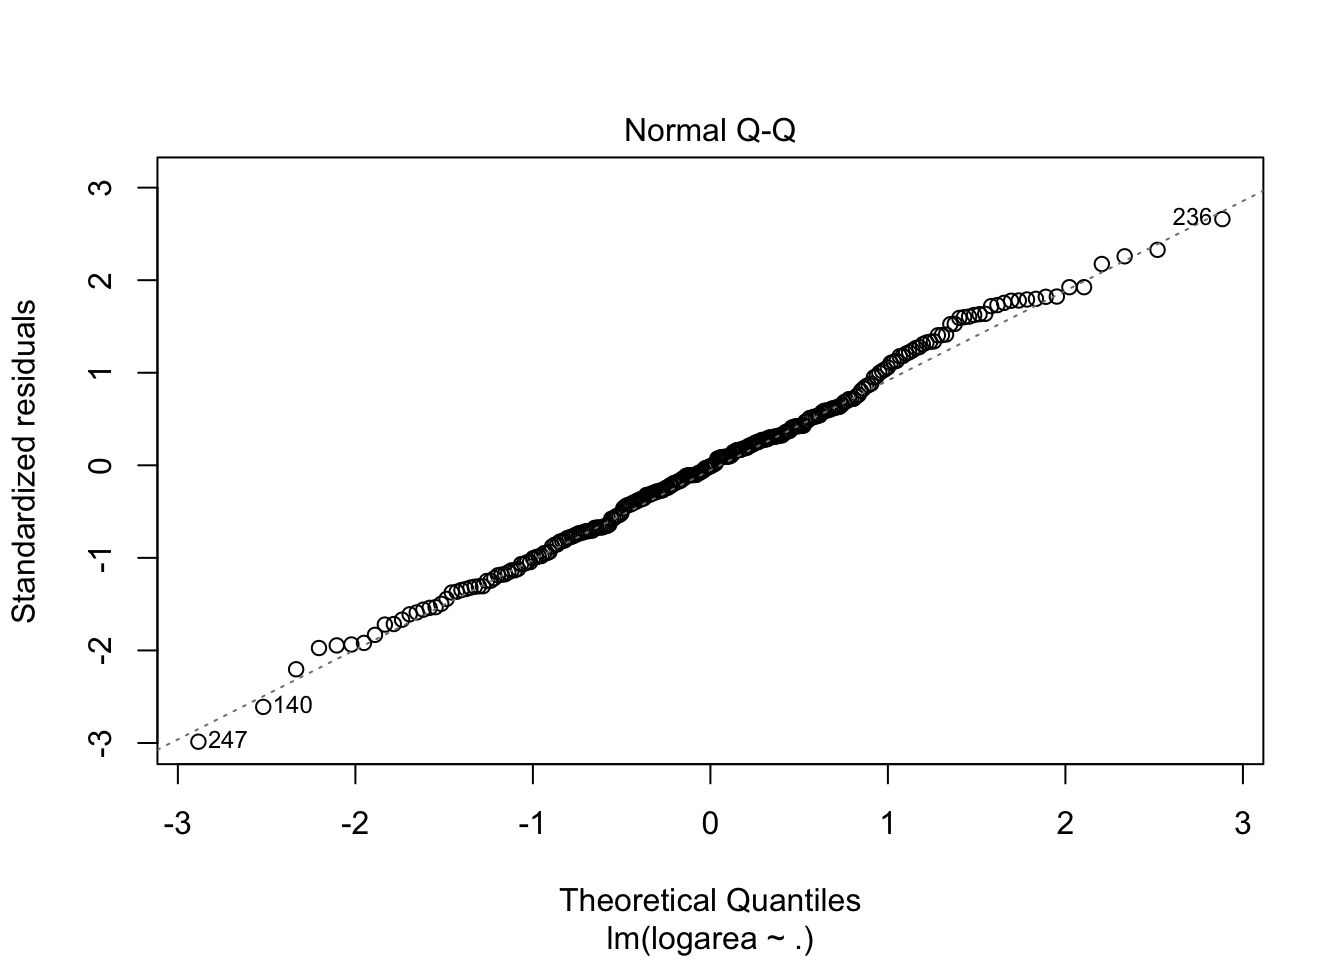 Normal Q-Q
Standardized residuals
3
2
1
0
-1
-2
-3
236
140
247
-3 -2 -1 0 1 2 3
Theoretical Quantiles
lm(logarea ~ .)